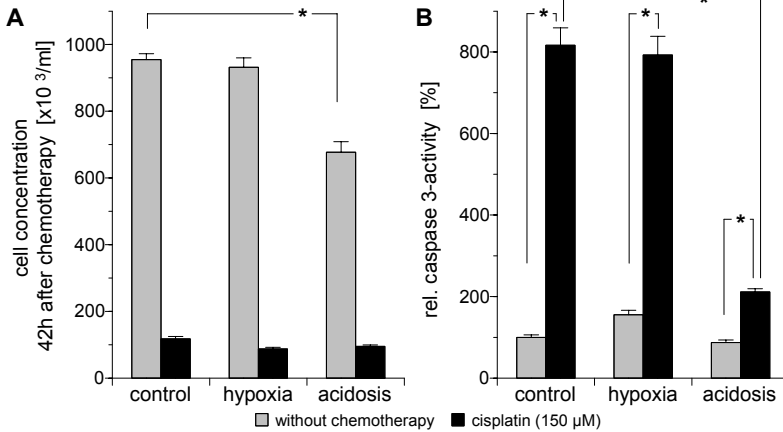 A
*
1000
800
600
400
200
0
cell concentration
42h after chemotherapy [x10 3/ml]
control hypoxia acidosis
B
*
*
*
*
800
600
400
200
0
rel. caspase 3-activity [%]
control hypoxia acidosis
without chemotherapy cisplatin (150 µM)